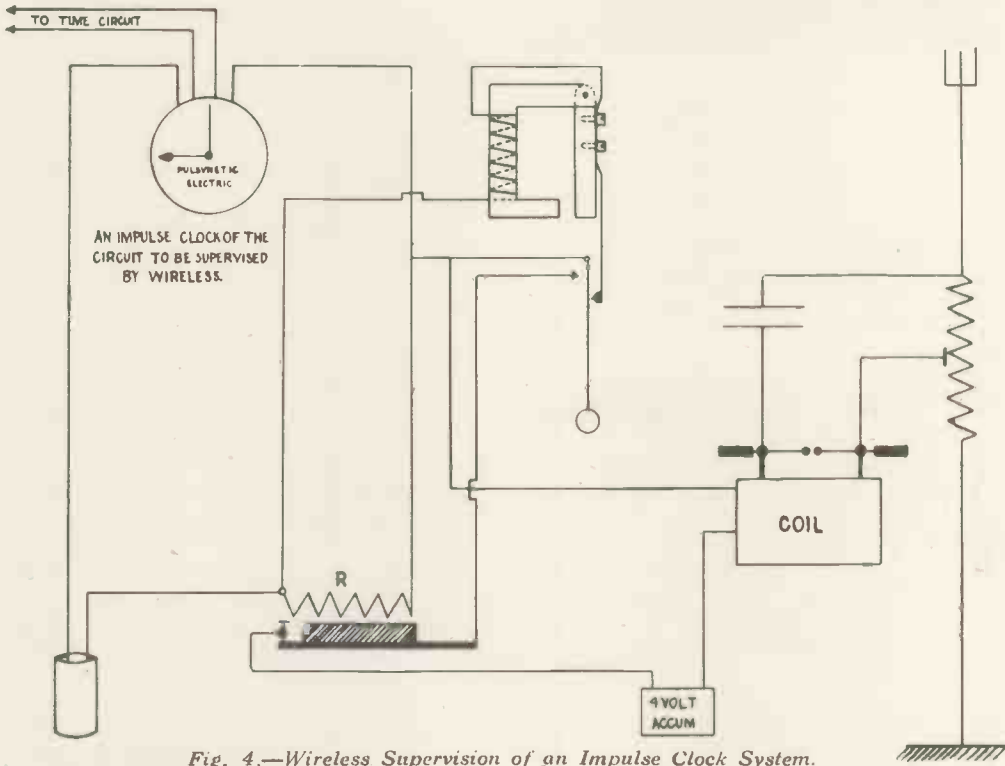 TO TIME CIRCUIT
PULSYNETIC
ELECTRIC
AN IMPULSE CLOCK OF THE
CIRCUIT TO BE SUPERVISED
BY WIRELESS.
R
COIL
4 VOLT
ACCUM
Fig. 4.—Wireless Supervision of an Impulse Clock System.